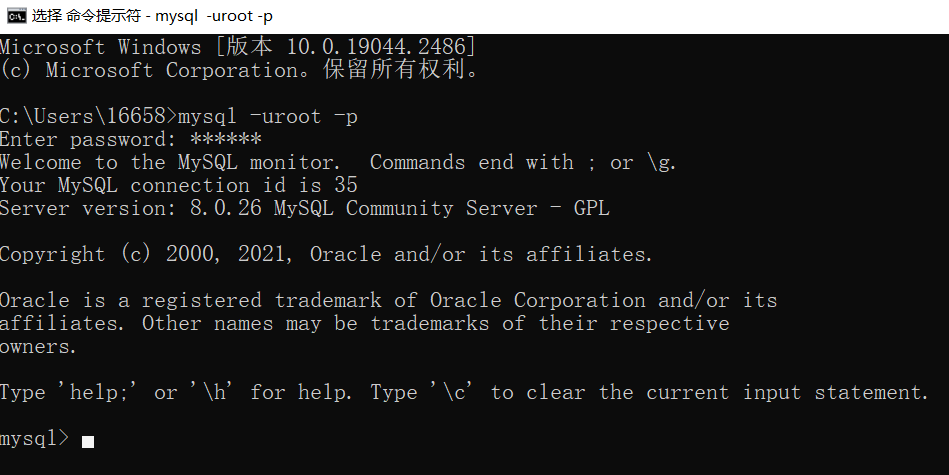 选择 命令提示符 - mysql  -uroot -p
Microsoft Windows [版本 10.0.19044.2486]
(c) Microsoft Corporation。保留所有权利。
C:\Users\16658>mysql -uroot -p
Enter password: ******
Welcome to the MySQL monitor.  Commands end with ; or \g.
Your MySQL connection id is 35
Server version: 8.0.26 MySQL Community Server - GPL
Copyright (c) 2000, 2021, Oracle and/or its affiliates.
Oracle is a registered trademark of Oracle Corporation and/or its
affiliates. Other names may be trademarks of their respective
owners.
Type 'help;' or '\h' for help. Type '\c' to clear the current input statement.
mysql>